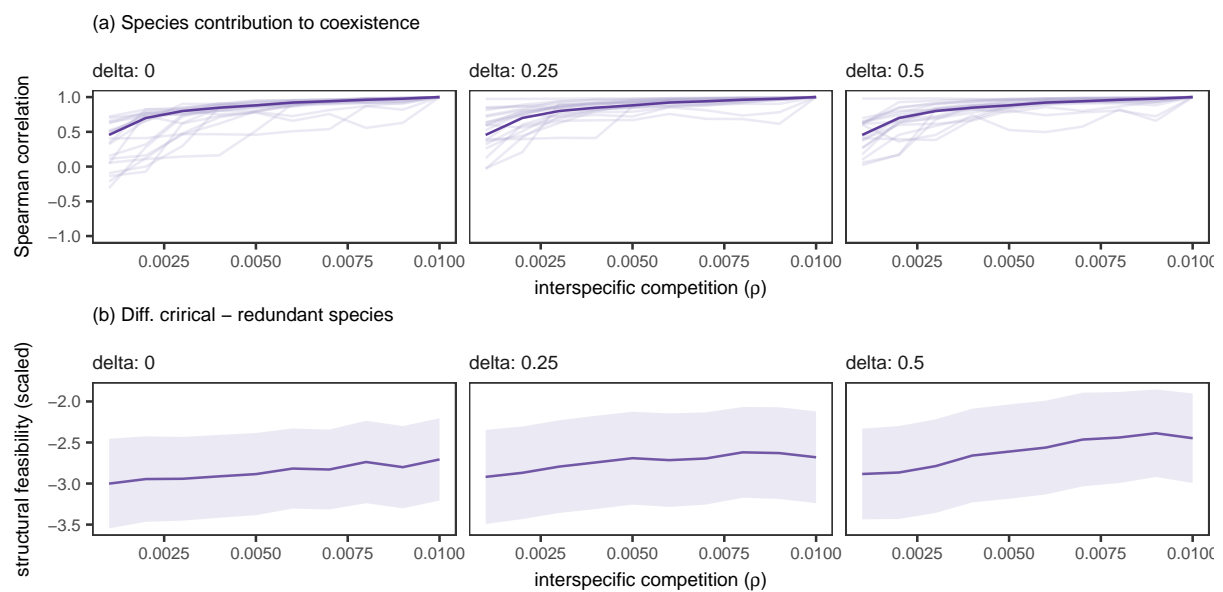 (a) Species contribution to coexistence
delta: 0 delta: 0.25 delta: 0.5
Spearman correlation
1.0
0.5
0.0
−0.5
−1.0
0.0025 0.0050 0.0075 0.0100 0.0025 0.0050 0.0075 0.0100 0.0025 0.0050 0.0075 0.0100
interspecific competition (ρ)
(b) Diff. crirical − redundant species
delta: 0 delta: 0.25 delta: 0.5
structural feasibility (scaled)
−2.0
−2.5
−3.0
−3.5
0.0025 0.0050 0.0075 0.0100 0.0025 0.0050 0.0075 0.0100 0.0025 0.0050 0.0075 0.0100
interspecific competition (ρ)